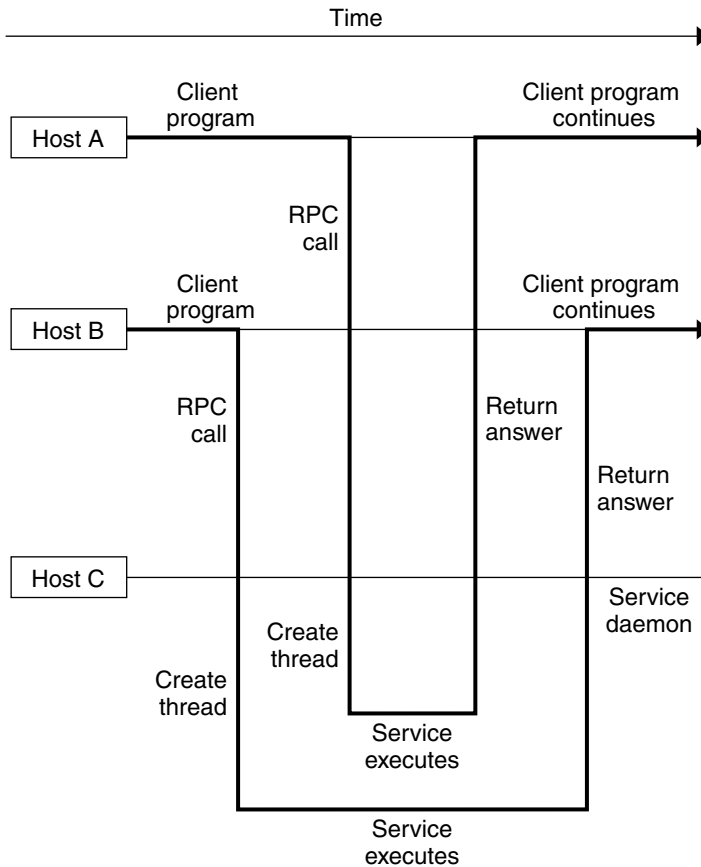 Time
Client
program
Client program
continues
Host A
RPC
call
Client
program
Client program
continues
Host B
RPC
call
Return
answer
Return
answer
Host C
Service
daemon
Create
thread
Create
thread
Service
executes
Service
executes